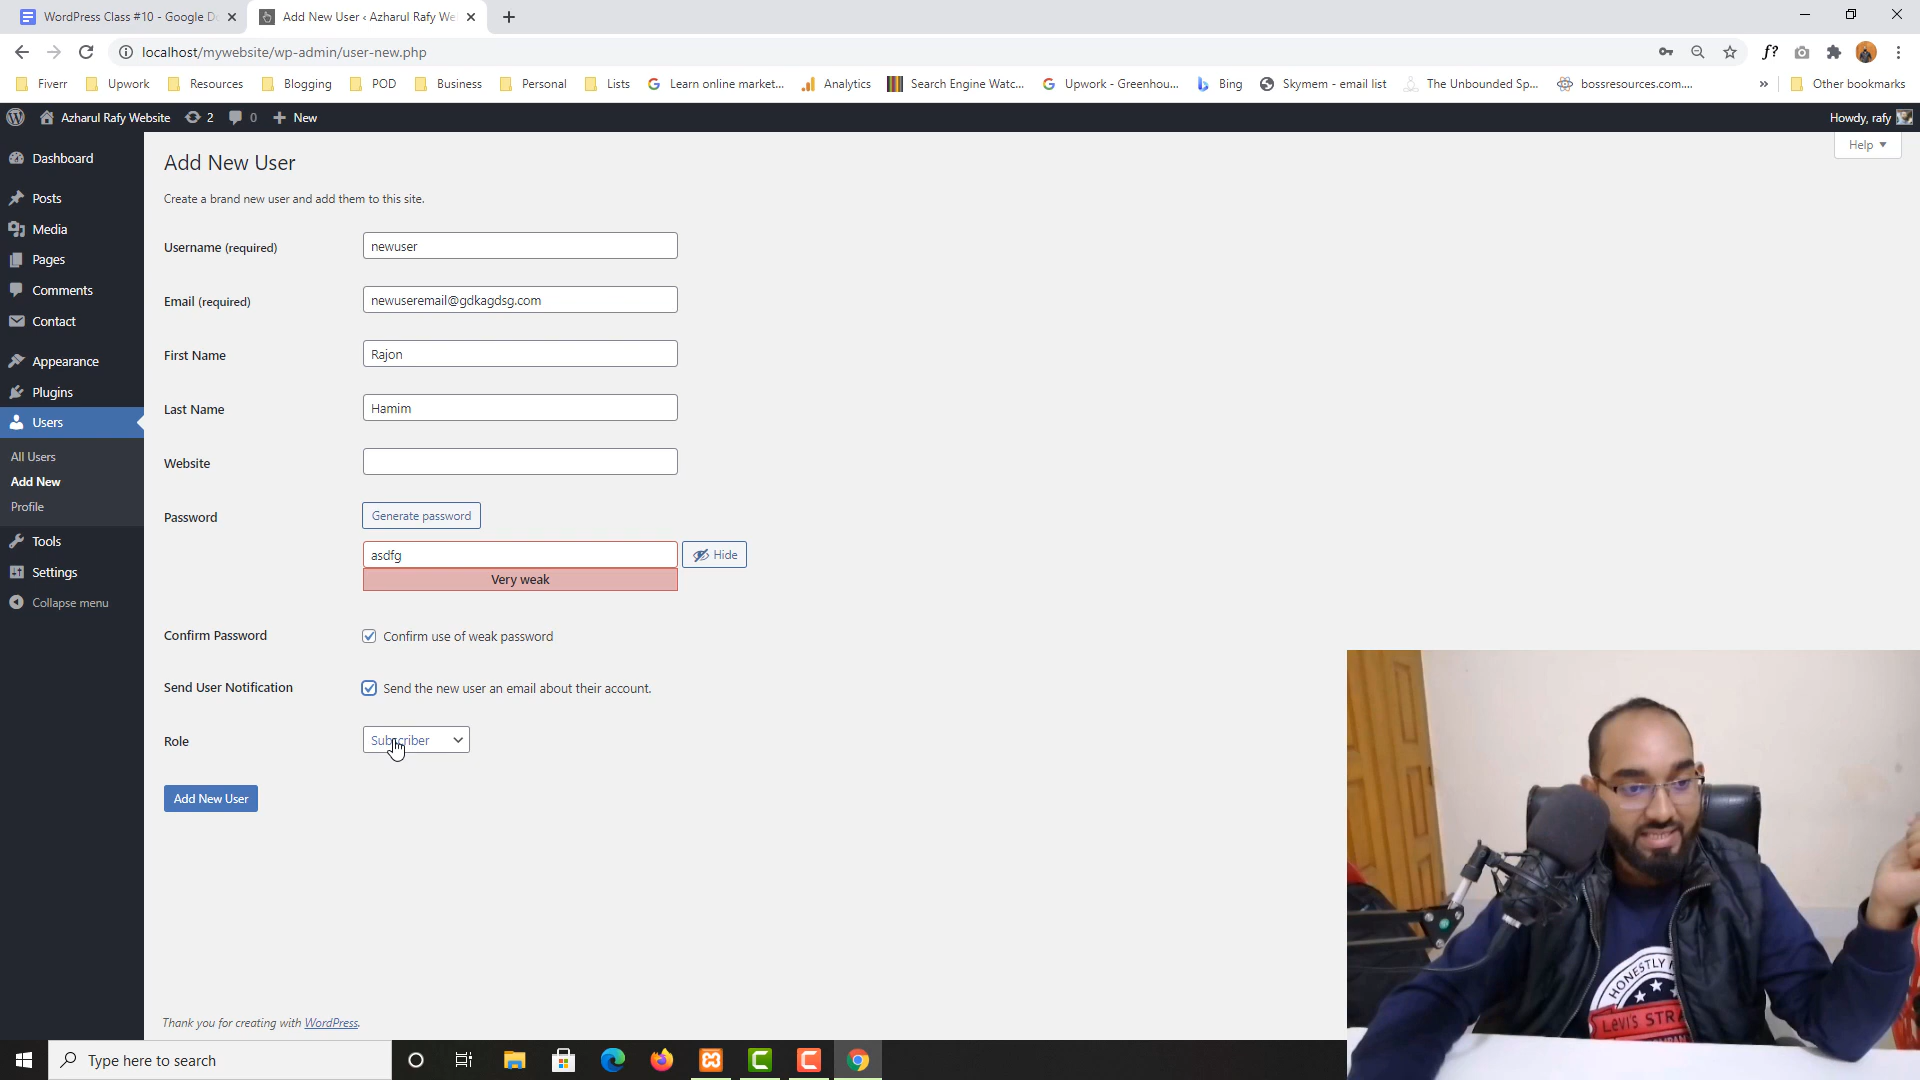 WordPress Class #10 - Google Do
Add New User ‹ Azharul Rafy We
localhost/mywebsite/wp-admin/user-new.php
f?
Fiverr
Upwork
Resources
Blogging
POD
Business
Personal
Lists
Learn online market...
Analytics
Search Engine Watc...
Upwork - Greenhou...
Bing
Skymem - email list
The Unbounded Sp...
bossresources.com....
»
Other bookmarks
Azharul Rafy Website
2
0
+ New
Howdy, rafy
Dashboard
Posts
Media
Pages
Comments
Contact
Appearance
Plugins
Users
All Users
Add New
Profile
Tools
Settings
Collapse menu
Help
Add New User
Create a brand new user and add them to this site.
Username (required)
newuser
Email (required)
newuseremail@gdkagdsg.com
First Name
Rajon
Last Name
Hamim
Website
Password
Generate password
asdfg
Hide
Very weak
Confirm Password
Confirm use of weak password
Send User Notification
Send the new user an email about their account.
Role
Subscriber
Add New User
Thank you for creating with WordPress.
HONESTLY
LEVI'S STRA
Type here to search